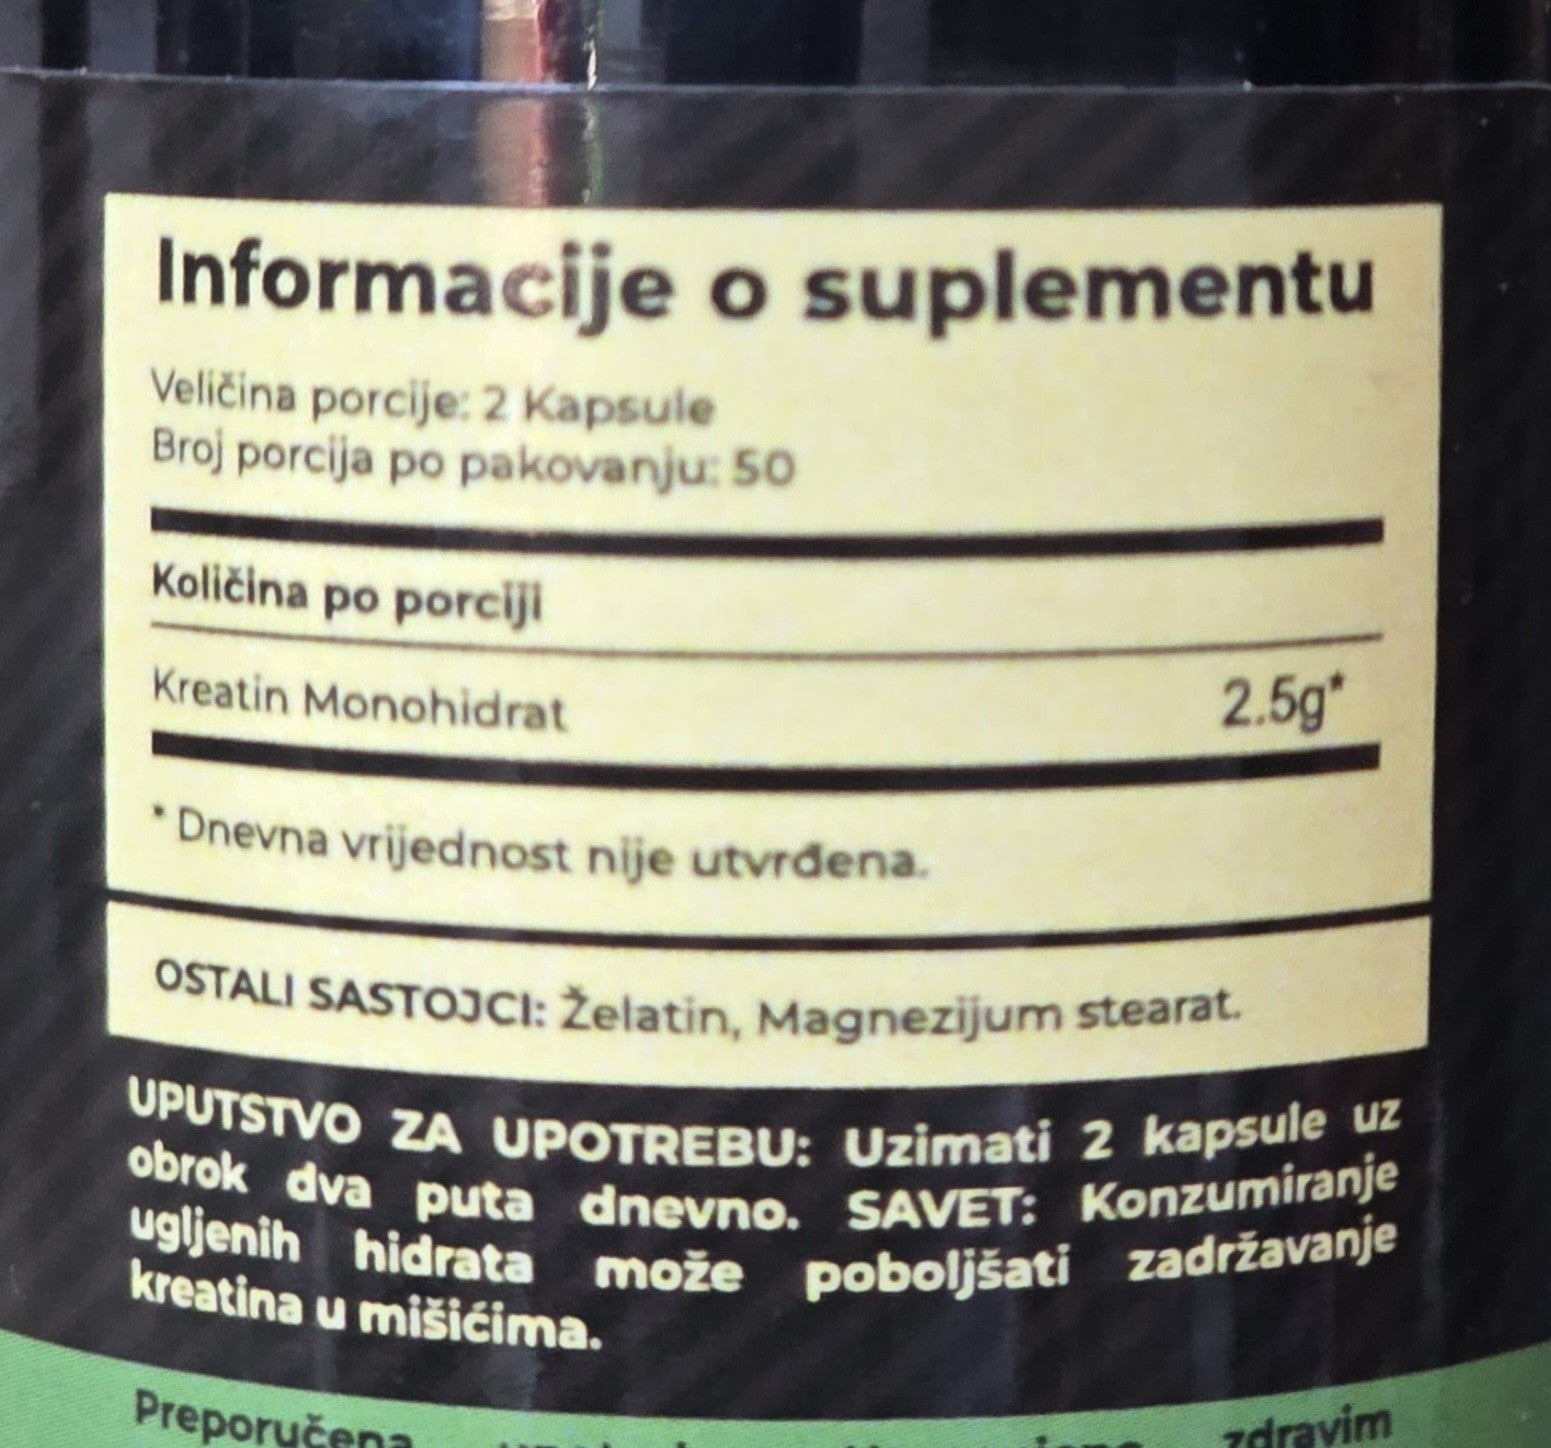 Informacije o suplementu
Veličina porcije: 2 Kapsule
Broj porcija po pakovanju: 50
Količina po porciji
Kreatin Monohidrat 2.5g*
* Dnevna vrijednost nije utvrđena.
OSTALI SASTOJCI: Želatin, Magnezijum stearat.
UPUTSTVO ZA UPOTREBU: Uzimati 2 kapsule uz
obrok dva puta dnevno. SAVET: Konzumiranje
ugljenih hidrata može poboljšati zadržavanje
kreatina u mišićima.
Preporučena zdravim